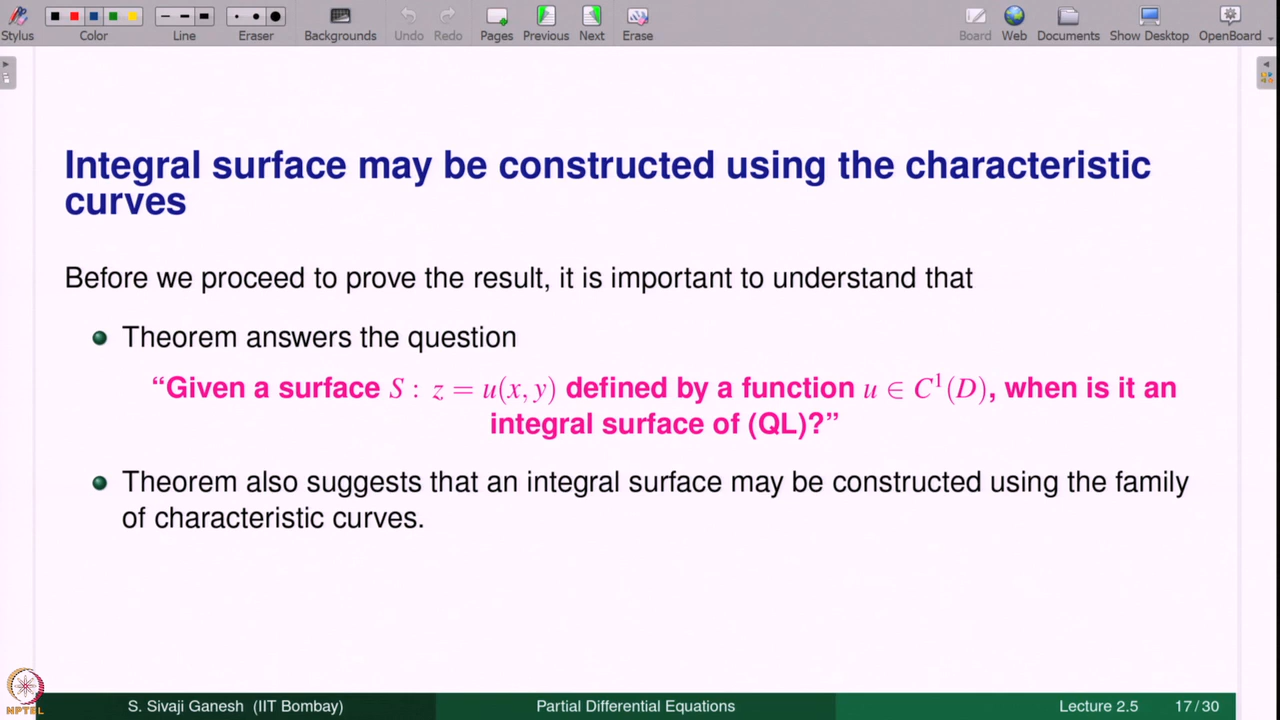 Stylus Color Line Eraser Backgrounds Undo Redo Pages Previous Next Erase Board Web Documents Show Desktop OpenBoard
Integral surface may be constructed using the characteristic
curves
Before we proceed to prove the result, it is important to understand that
Theorem answers the question
“Given a surface S : z = u(x, y) defined by a function u ∈ C¹(D), when is it an
integral surface of (QL)?”
Theorem also suggests that an integral surface may be constructed using the family
of characteristic curves.
NPTEL
S. Sivaji Ganesh (IIT Bombay) Partial Differential Equations Lecture 2.5 17/30